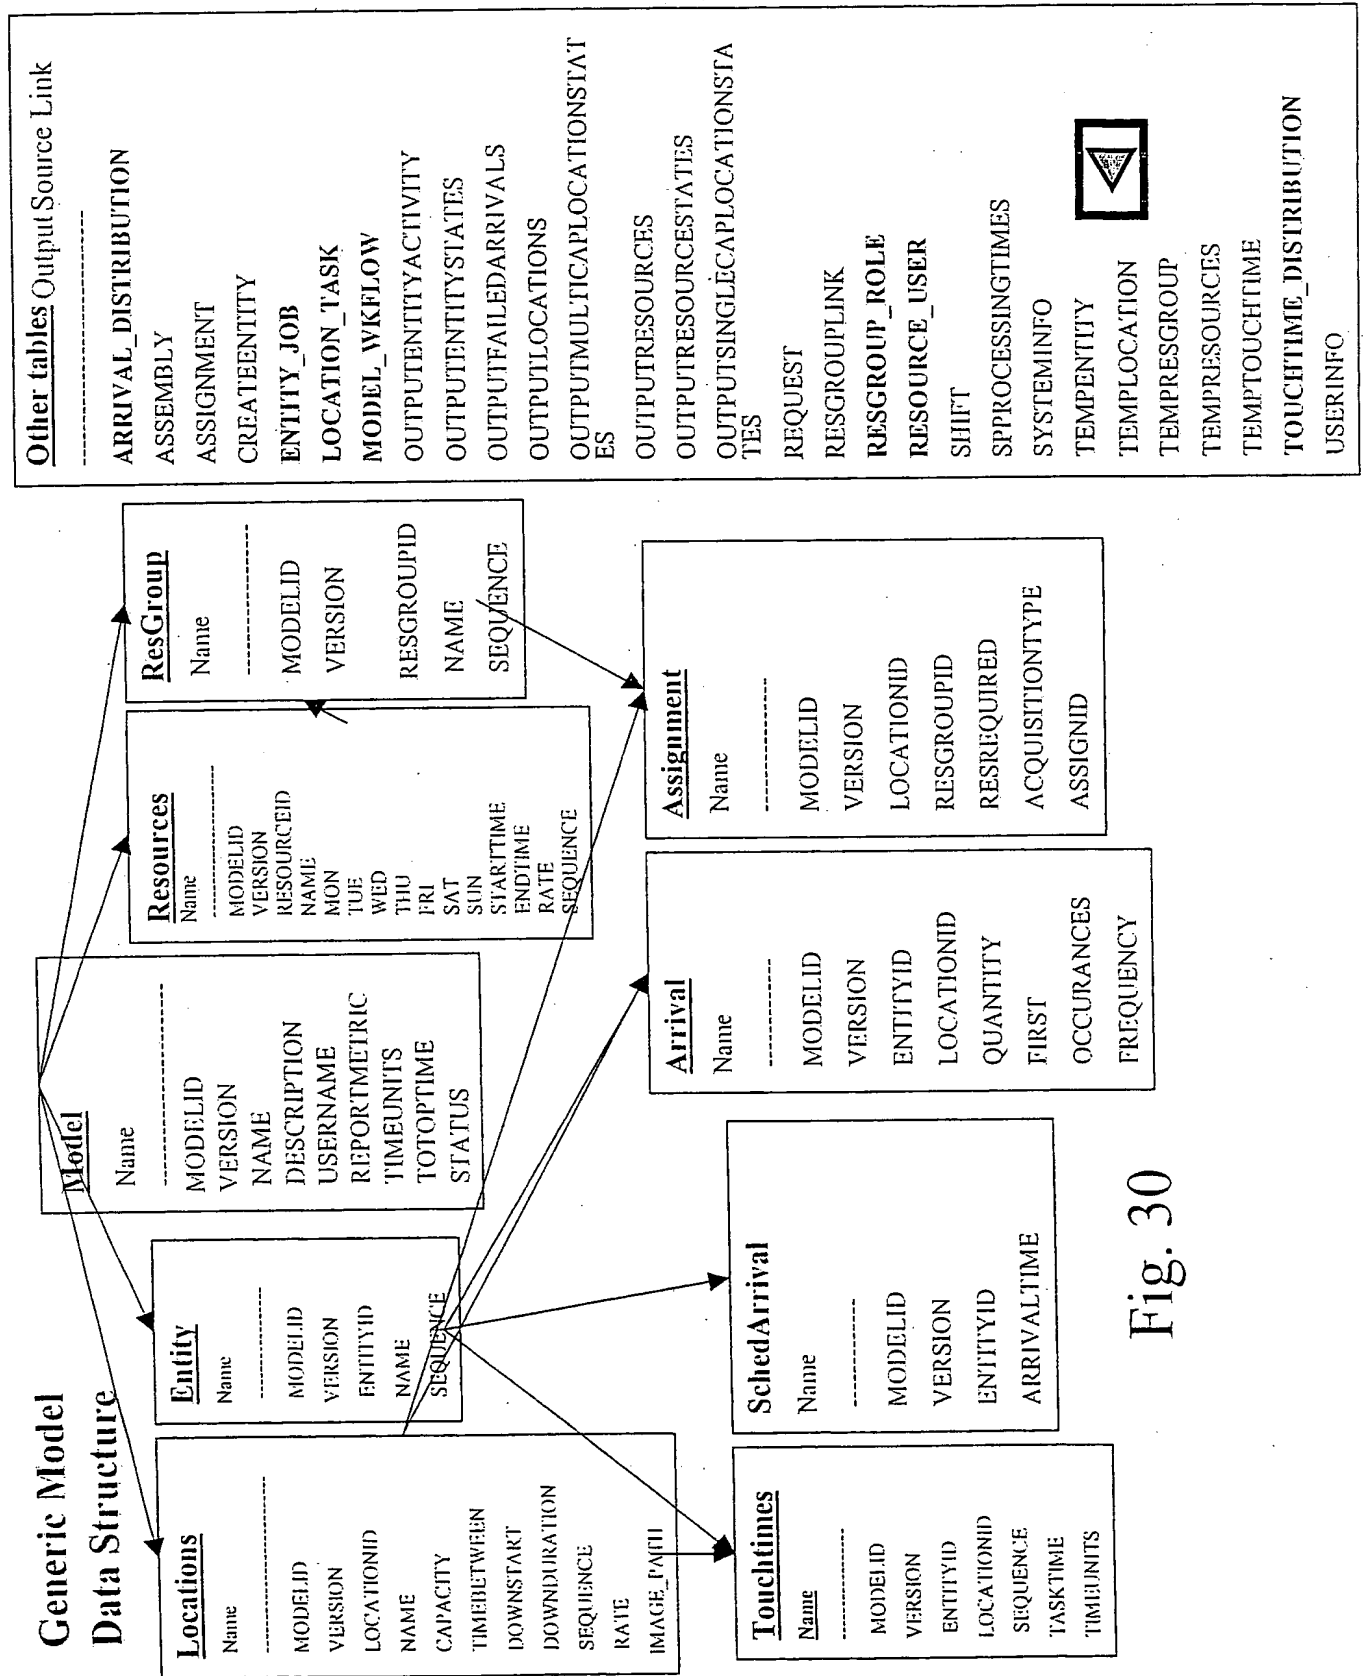 Generic Model
Data Structure
Locations
Name
MODELID
VERSION
LOCATIONID
NAME
CAPACITY
TIMEBETWEEN
DOWNSTART
DOWNDURATION
SEQUENCE
RATE
IMAGE_PATH
Entity
Name
MODELID
VERSION
ENTITYID
NAME
SEQUENCE
Model
Name
MODELID
VERSION
NAME
DESCRIPTION
USERNAME
REPORTMETRIC
TIMEUNITS
TOTOPTIME
STATUS
Resources
Name
MODELID
VERSION
RESOURCEID
NAME
MON
TUE
WED
THU
FRI
SAT
SUN
STARTTIME
ENDTIME
RATE
SEQUENCE
ResGroup
Name
MODELID
VERSION
RESGROUPID
NAME
SEQUENCE
Touchtimes
Name
MODELID
VERSION
ENTITYID
LOCATIONID
SEQUENCE
TASKTIME
TIMEUNITS
SchedArrival
Name
MODELID
VERSION
ENTITYID
ARRIVALTIME
Arrival
Name
MODELID
VERSION
ENTITYID
LOCATIONID
QUANTITY
FIRST
OCCURANCES
FREQUENCY
Assignment
Name
MODELID
VERSION
LOCATIONID
RESGROUPID
RESREQUIRED
ACQUISITIONTYPE
ASSIGNID
Other tables Output Source Link
ARRIVAL_DISTRIBUTION
ASSEMBLY
ASSIGNMENT
CREATEENTITY
ENTITY_JOB
LOCATION_TASK
MODEL_WKFLOW
OUTPUTENTITYACTIVITY
OUTPUTENTITYSTATES
OUTPUTFAILEDARRIVALS
OUTPUTLOCATIONS
OUTPUTMULTICAPLOCATIONSTAT
ES
OUTPUTRESOURCES
OUTPUTRESOURCESTATES
OUTPUTSINGLECAPLOCATIONSTA
TES
REQUEST
RESGROUPLINK
RESGROUP_ROLE
RESOURCE_USER
SHIFT
SPPROCESSINGTIMES
SYSTEMINFO
TEMPENTITY
TEMPLOCATION
TEMPRESGROUP
TEMPRESOURCES
TEMPTOUCHTIME
TOUCHTIME_DISTRIBUTION
USERINFO
Fig. 30